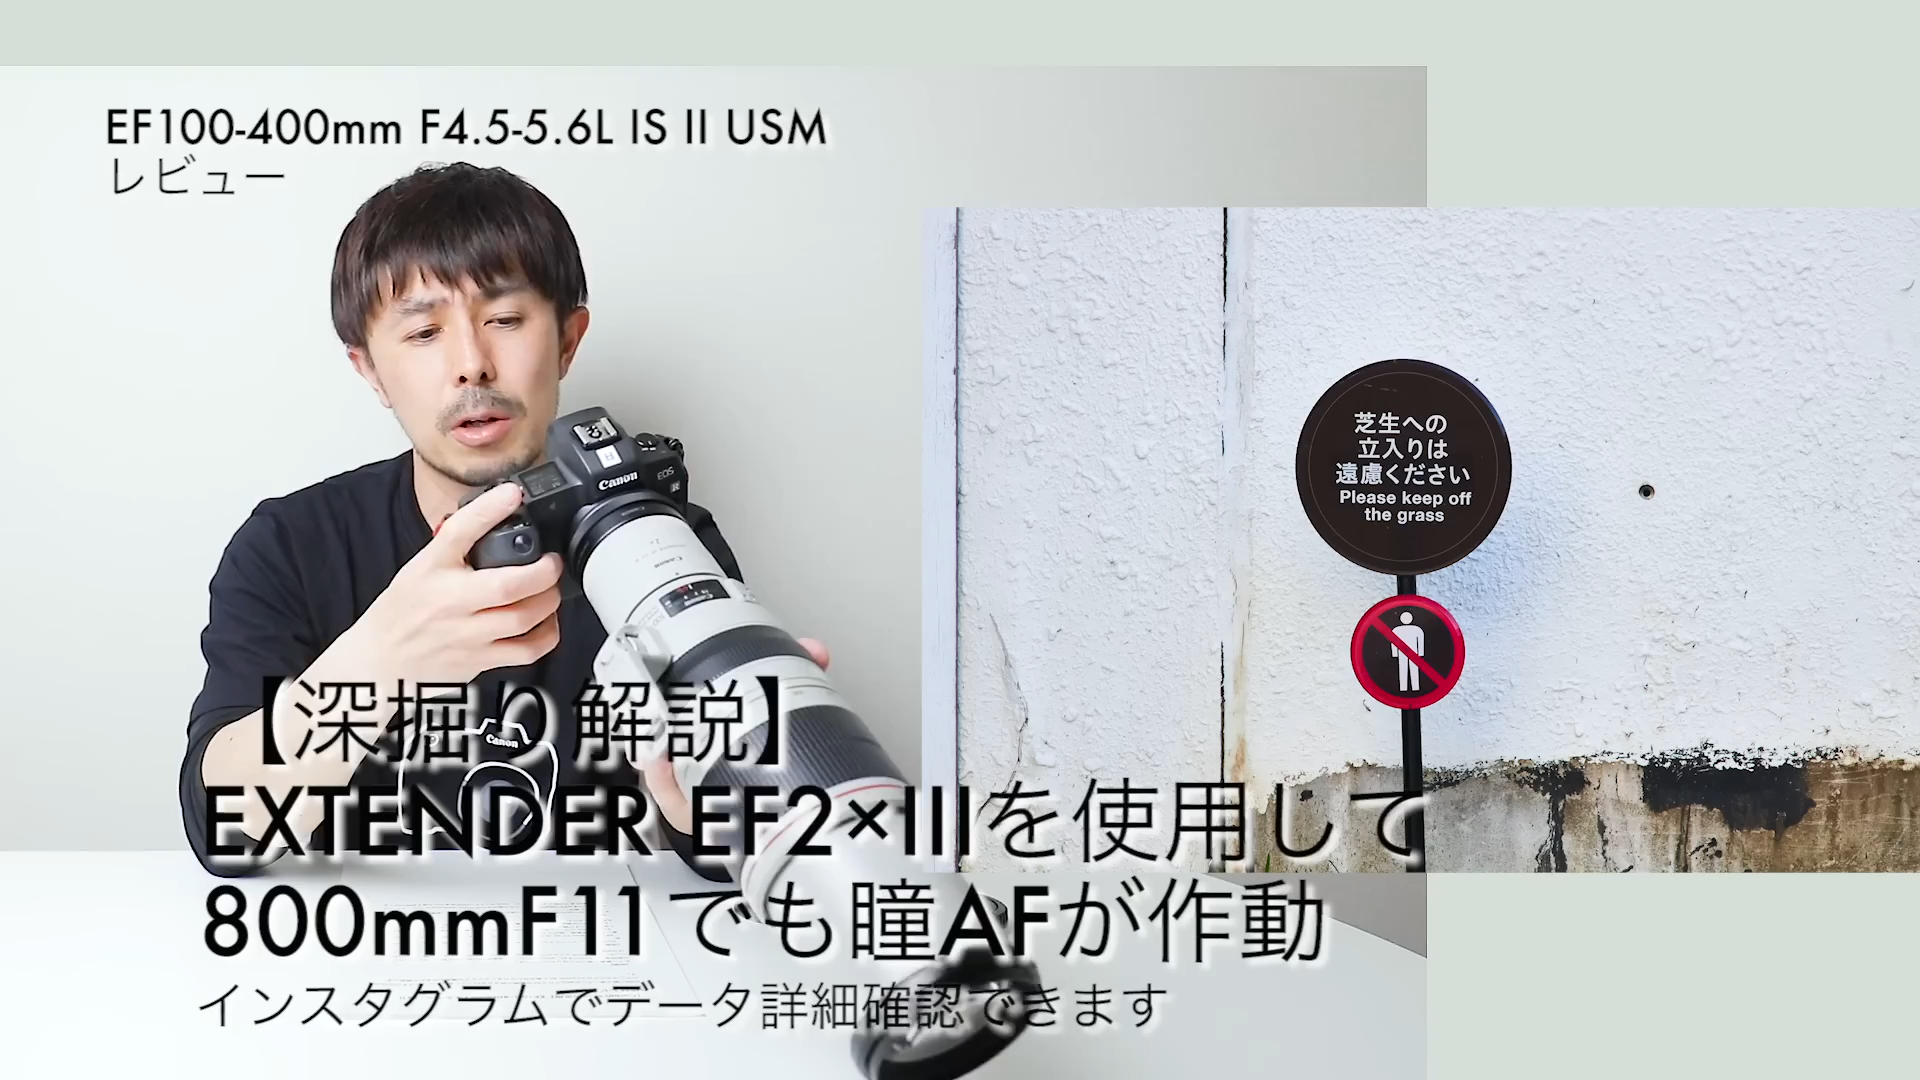 EF100-400mm F4.5-5.6L IS II USM
レビュー
Canon
EOS
R
Canon
芝生への
立入りは
遠慮ください
Please keep off
the grass
【深掘り解説】
Canon
EXTENDER EF2×IIIを使用して
800mmF11でも瞳AFが作動
インスタグラムでデータ詳細確認できます